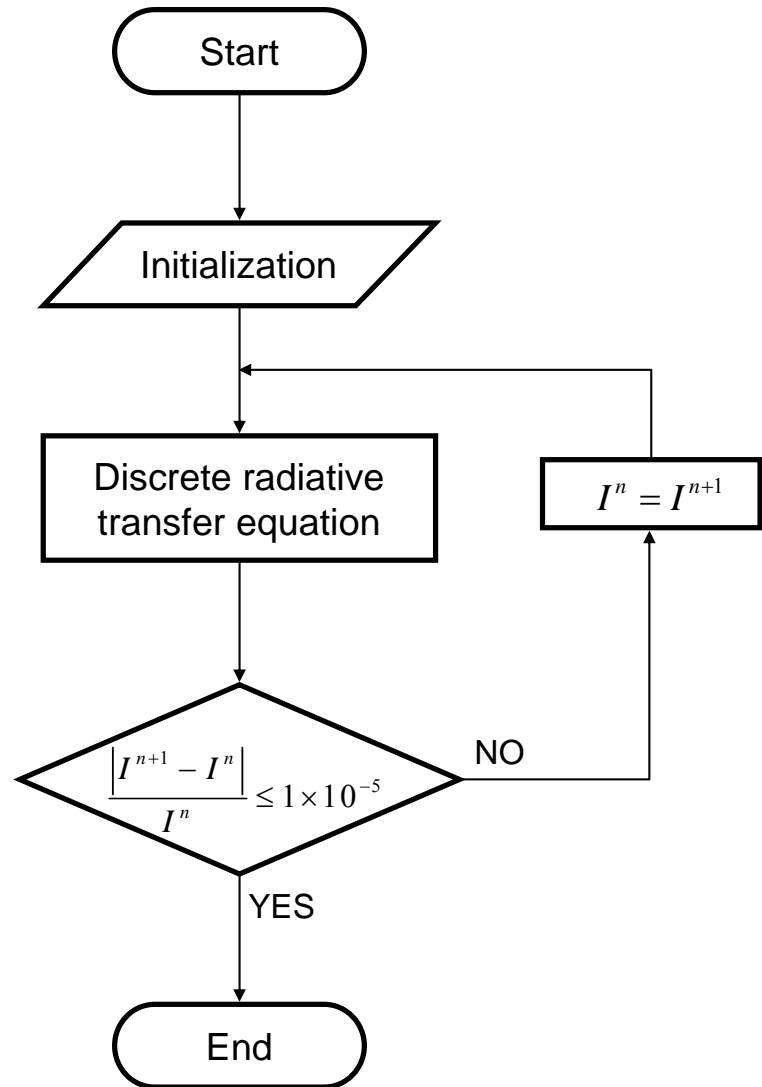 Start
Initialization
Discrete radiative
transfer equation
I^n = I^{n+1}
|I^{n+1} − I^n| / I^n ≤ 1 × 10^{−5}
NO
YES
End